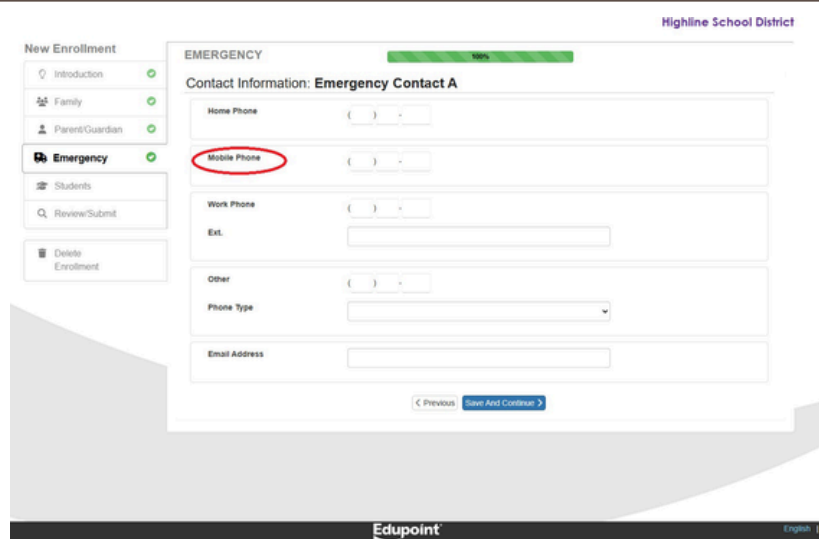 Highline School District
New Enrollment
Introduction
Family
Parent/Guardian
Emergency
Students
Review/Submit
Delete
Enrollment
EMERGENCY
100%
Contact Information: Emergency Contact A
Home Phone
( ) -
Mobile Phone
( ) -
Work Phone
( ) -
Ext.
Other
( ) -
Phone Type
Email Address
< Previous
Save And Continue >
Edupoint
English |